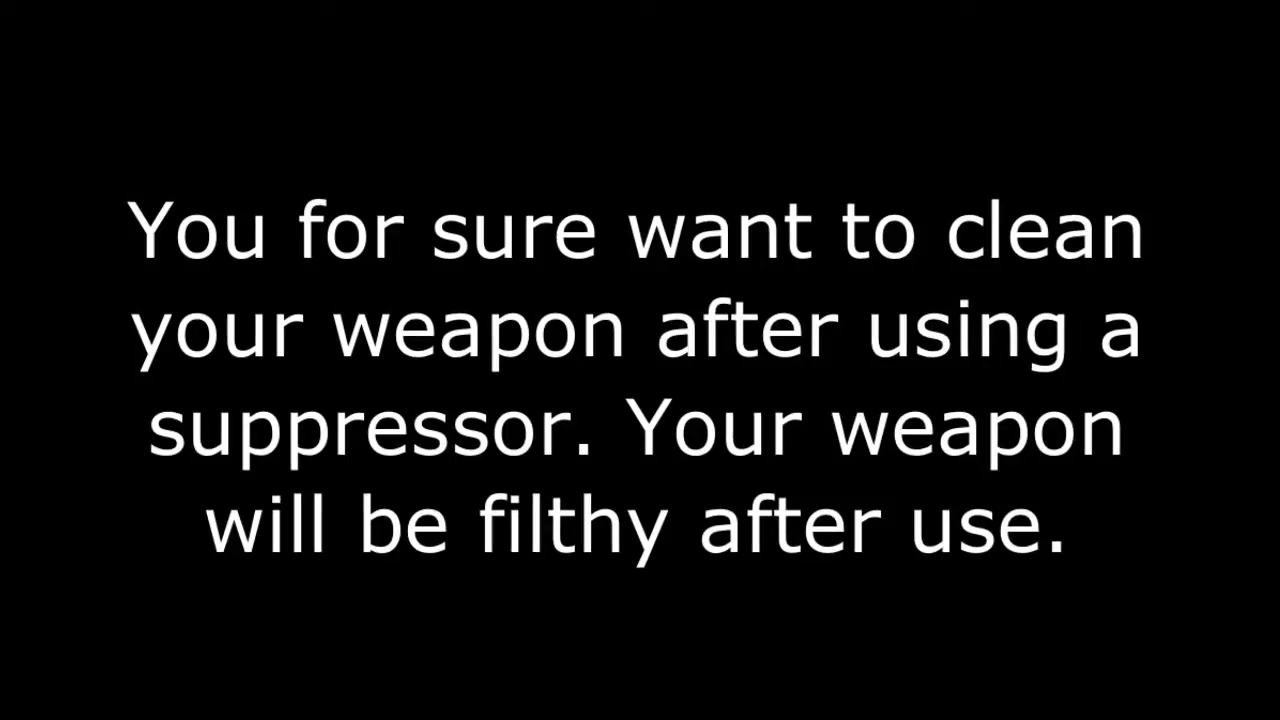 You for sure want to clean
your weapon after using a
suppressor. Your weapon
will be filthy after use.